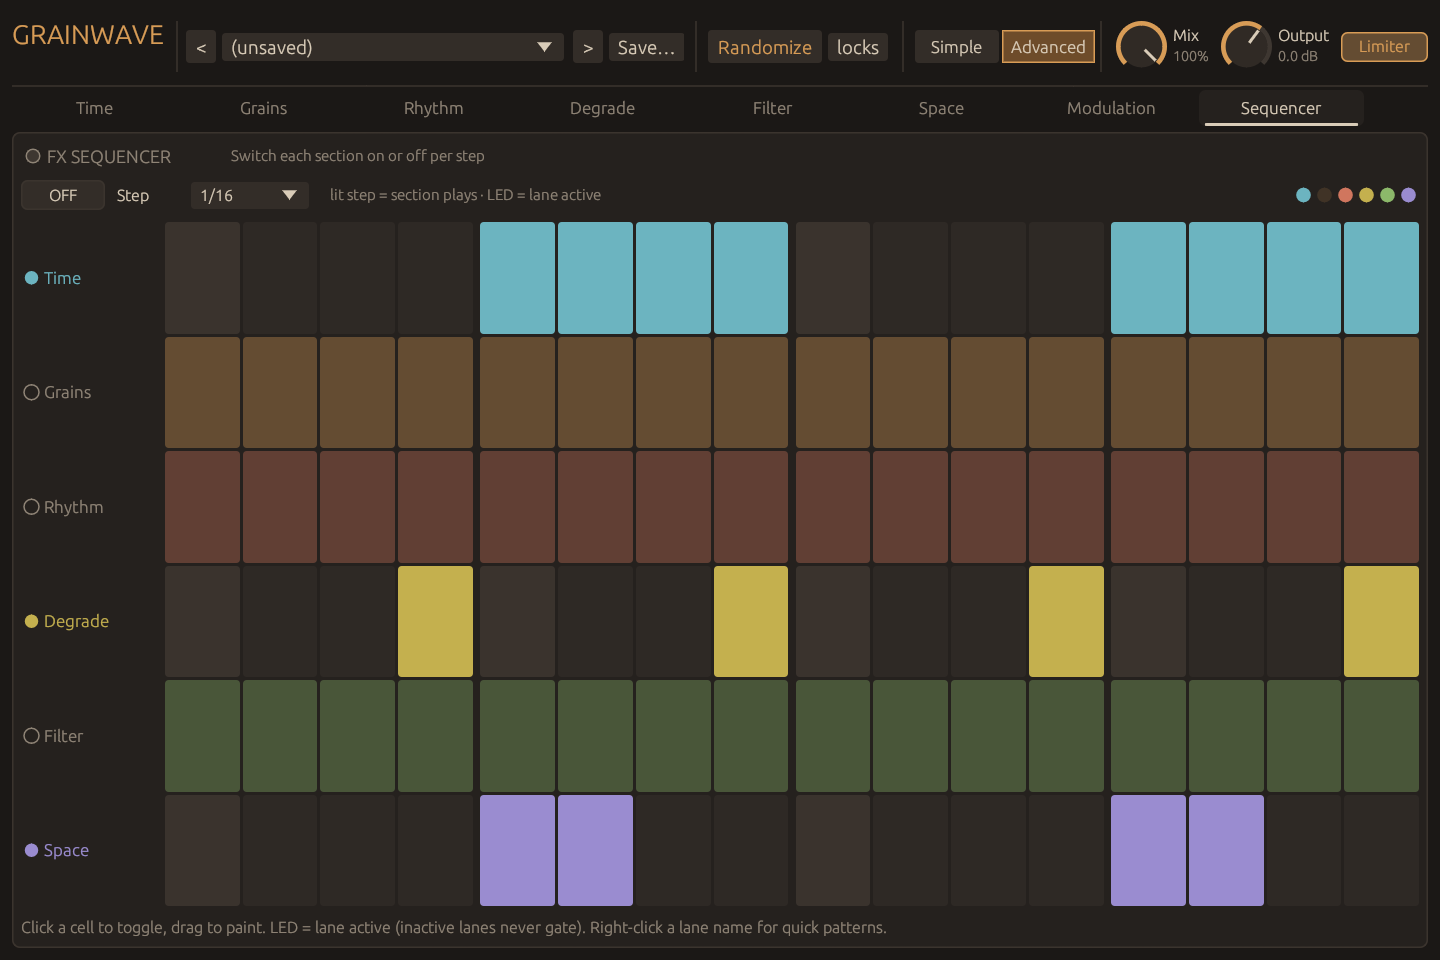 GRAINWAVE
< (unsaved) > Save... Randomize locks Simple Advanced Mix 100% Output 0.0 dB Limiter
Time Grains Rhythm Degrade Filter Space Modulation Sequencer
FX SEQUENCER Switch each section on or off per step
OFF Step 1/16 lit step = section plays · LED = lane active
Time
Grains
Rhythm
Degrade
Filter
Space
Click a cell to toggle, drag to paint. LED = lane active (inactive lanes never gate). Right-click a lane name for quick patterns.